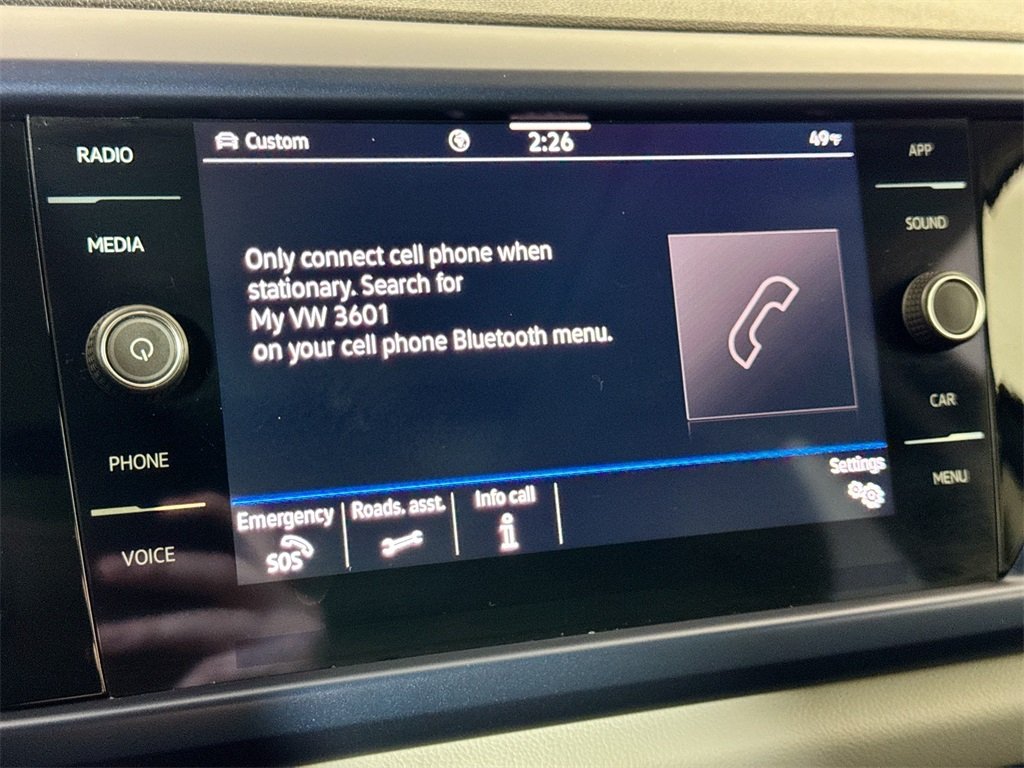 RADIO
MEDIA
PHONE
VOICE
Custom
2:26
49°F
Only connect cell phone when
stationary. Search for
My VW 3601
on your cell phone Bluetooth menu.
Emergency
SOS
Roads. asst.
Info call
i
Settings
APP
SOUND
CAR
MENU